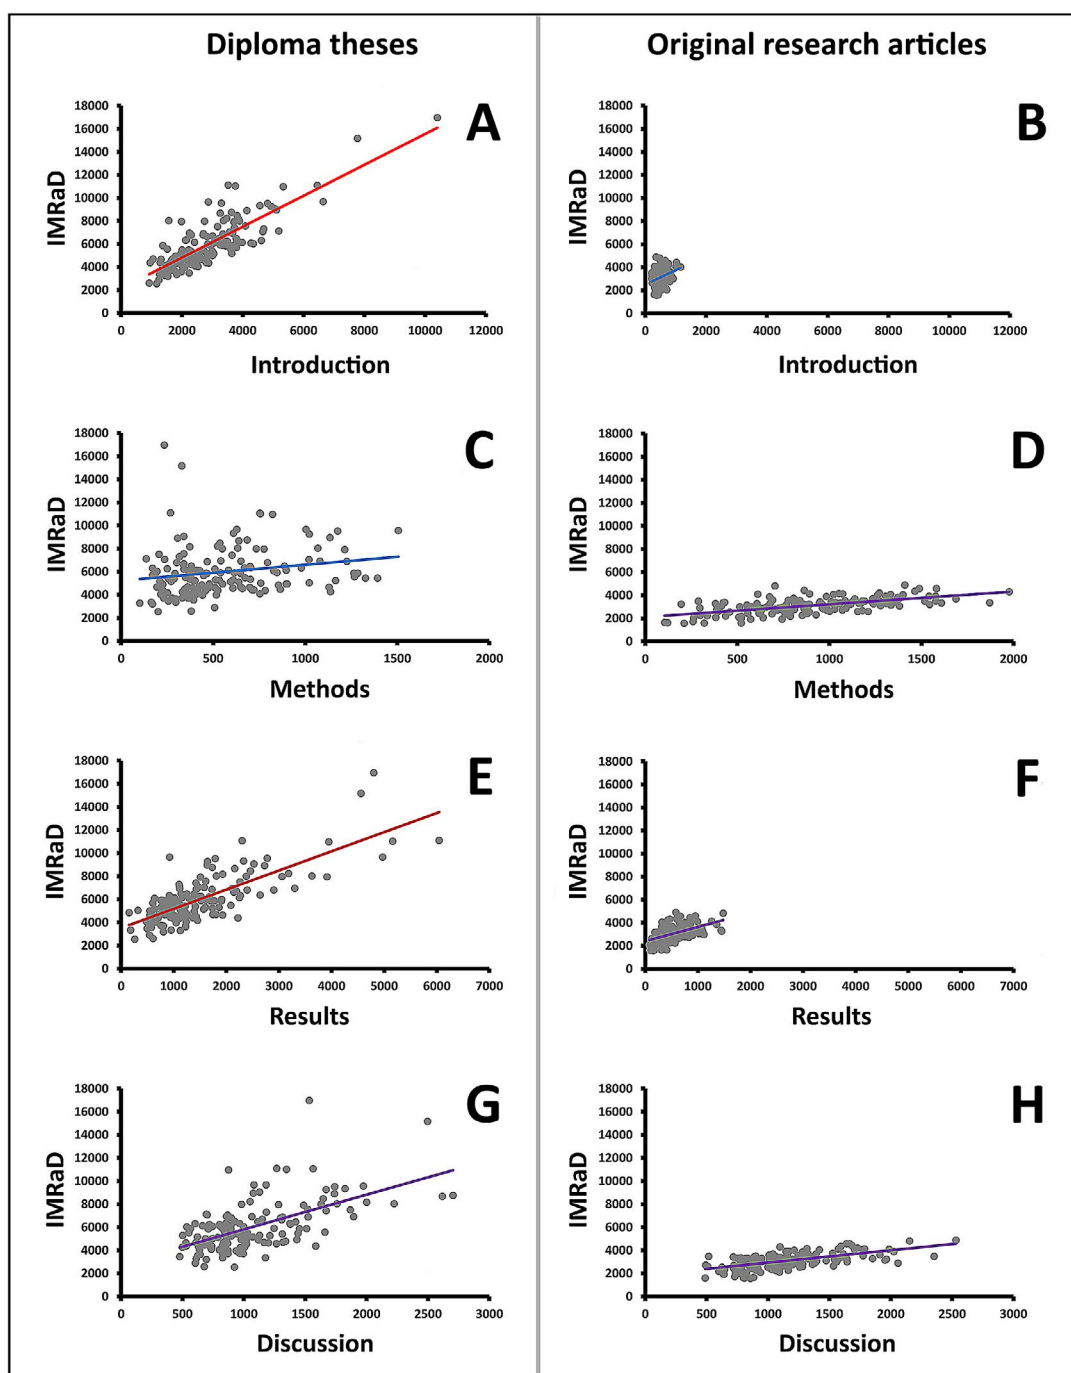 Diploma theses
Original research articles
A
IMRaD
18000
16000
14000
12000
10000
8000
6000
4000
2000
0
0 2000 4000 6000 8000 10000 12000
Introduction
B
IMRaD
18000
16000
14000
12000
10000
8000
6000
4000
2000
0
0 2000 4000 6000 8000 10000 12000
Introduction
C
IMRaD
18000
16000
14000
12000
10000
8000
6000
4000
2000
0
0 500 1000 1500 2000
Methods
D
IMRaD
18000
16000
14000
12000
10000
8000
6000
4000
2000
0
0 500 1000 1500 2000
Methods
E
IMRaD
18000
16000
14000
12000
10000
8000
6000
4000
2000
0
0 1000 2000 3000 4000 5000 6000 7000
Results
F
IMRaD
18000
16000
14000
12000
10000
8000
6000
4000
2000
0
0 1000 2000 3000 4000 5000 6000 7000
Results
G
IMRaD
18000
16000
14000
12000
10000
8000
6000
4000
2000
0
0 500 1000 1500 2000 2500 3000
Discussion
H
IMRaD
18000
16000
14000
12000
10000
8000
6000
4000
2000
0
0 500 1000 1500 2000 2500 3000
Discussion